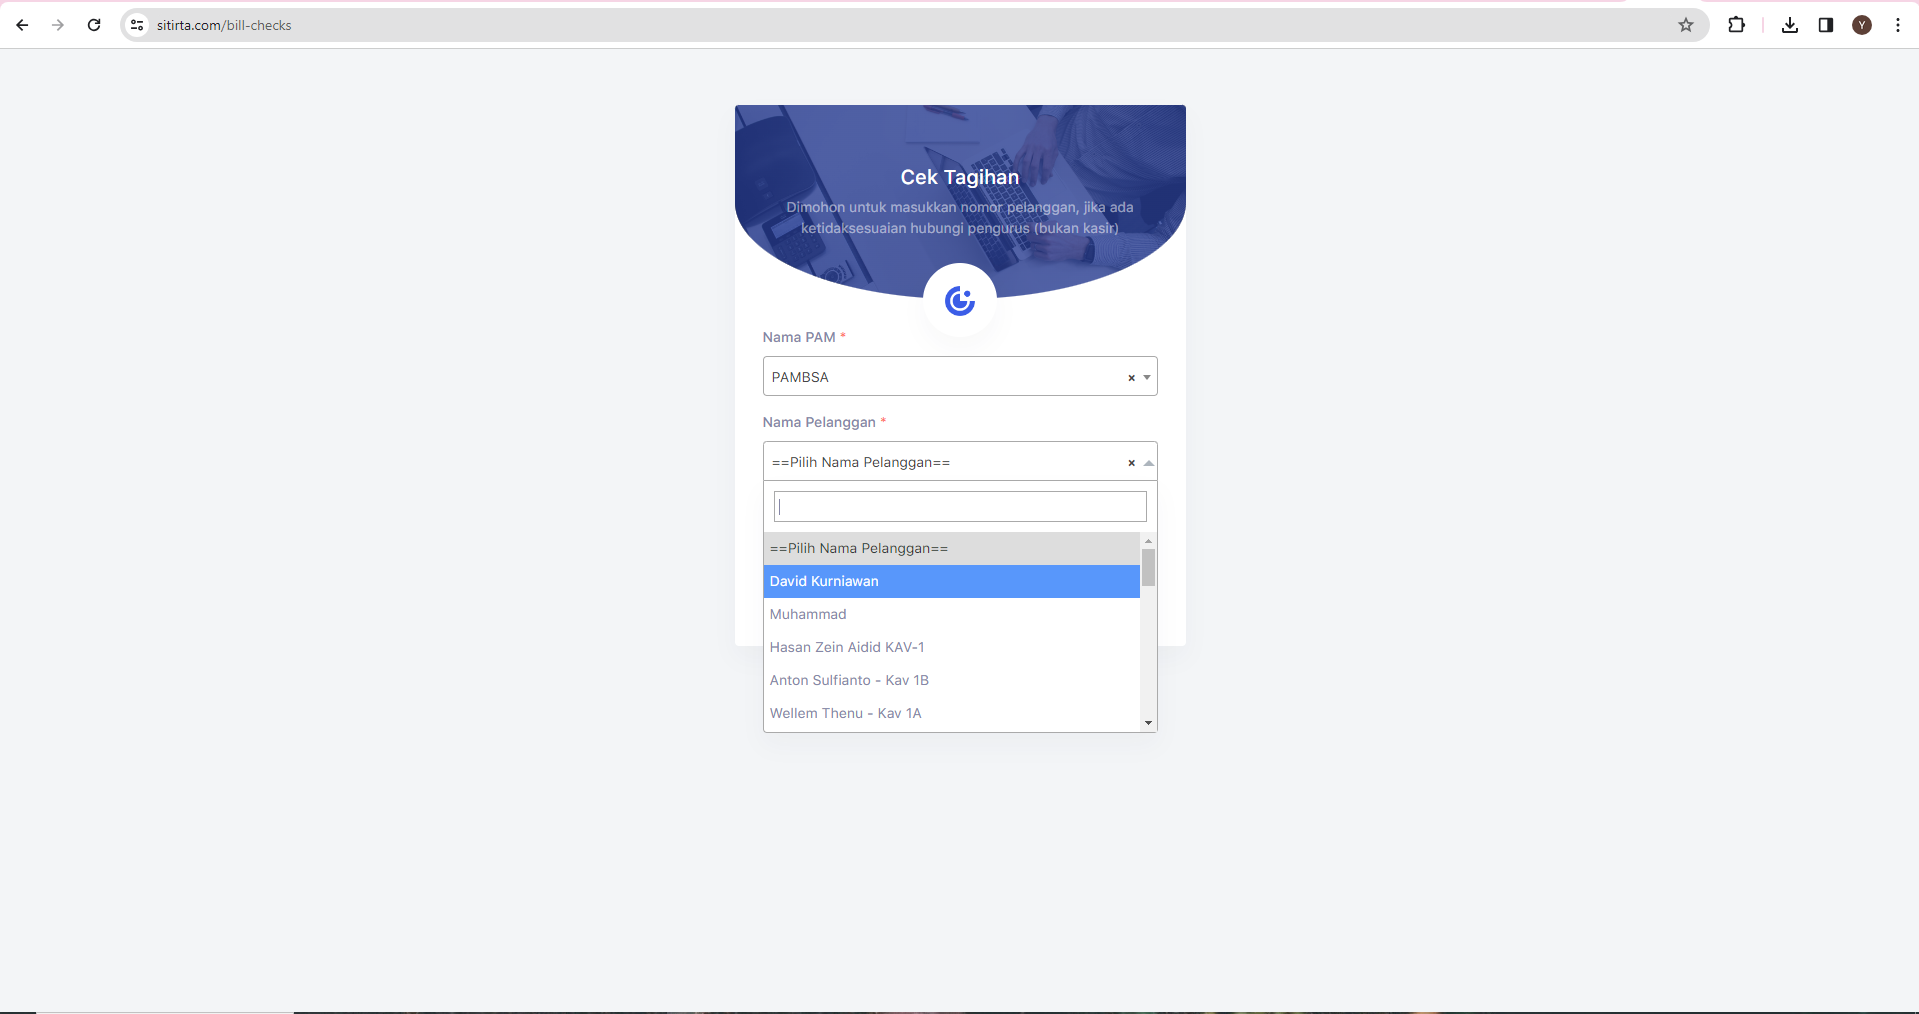 sitirta.com/bill-checks
Y
Cek Tagihan
Dimohon untuk masukkan nomor pelanggan, jika ada
ketidaksesuaian hubungi pengurus (bukan kasir)
Nama PAM *
PAMBSA
×
Nama Pelanggan *
==Pilih Nama Pelanggan==
×
==Pilih Nama Pelanggan==
David Kurniawan
Muhammad
Hasan Zein Aidid KAV-1
Anton Sulfianto - Kav 1B
Wellem Thenu - Kav 1A